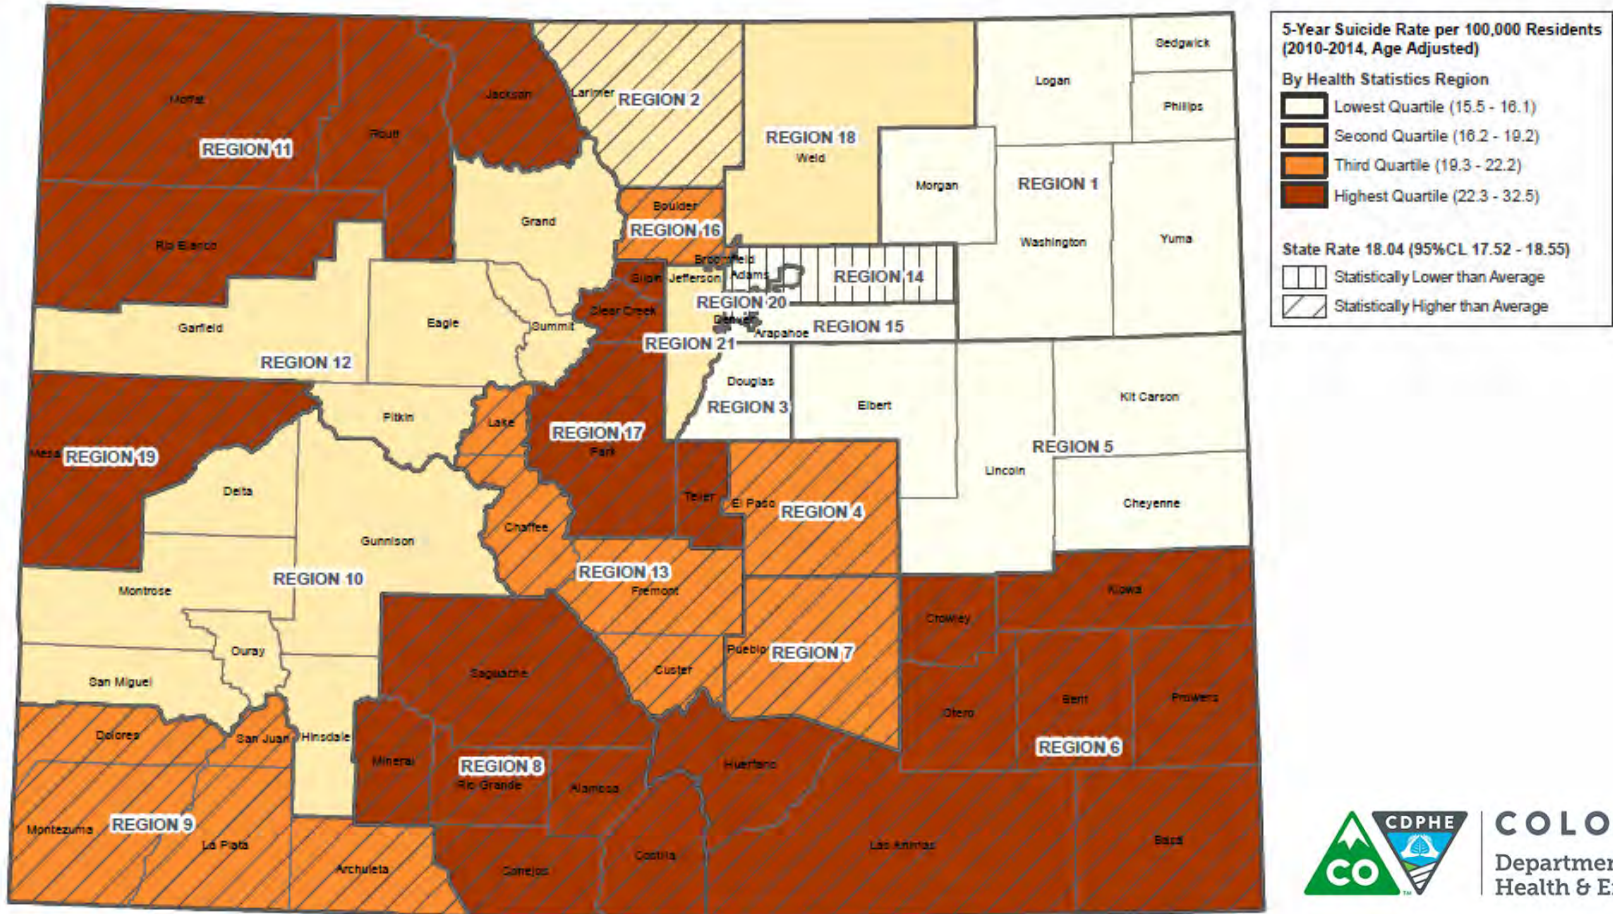 5-Year Suicide Rate per 100,000 Residents
(2010-2014, Age Adjusted)
By Health Statistics Region
Lowest Quartile (15.5 - 16.1)
Second Quartile (16.2 - 19.2)
Third Quartile (19.3 - 22.2)
Highest Quartile (22.3 - 32.5)
State Rate 18.04 (95%CL 17.52 - 18.55)
Statistically Lower than Average
Statistically Higher than Average
Sedgwick
Logan
Phillips
Moffat
Jackson
Larimer
REGION 2
Routt
REGION 11
REGION 18
Weld
Morgan
REGION 1
Grand
Boulder
REGION 16
Rio Blanco
Washington
Yuma
Broomfield
Gilpin
Jefferson
Adams
REGION 14
REGION 20
Clear Creek
Denver
Arapahoe
REGION 15
Garfield
Eagle
Summit
REGION 12
REGION 21
Douglas
REGION 3
Elbert
Kit Carson
Pitkin
Lake
REGION 17
Park
REGION 5
Mesa
REGION 19
Lincoln
Delta
Teller
El Paso
REGION 4
Cheyenne
Chaffee
Gunnison
REGION 10
REGION 13
Fremont
Montrose
Kiowa
Crowley
Ouray
Pueblo
REGION 7
San Miguel
Saguache
Custer
Otero
Bent
Prowers
Dolores
San Juan
Hinsdale
REGION 6
Mineral
REGION 8
Rio Grande
Alamosa
Huerfano
Montezuma
REGION 9
La Plata
Archuleta
Conejos
Costilla
Las Animas
Baca
CO
TM
CDPHE
COLO
Departmen
Health & E